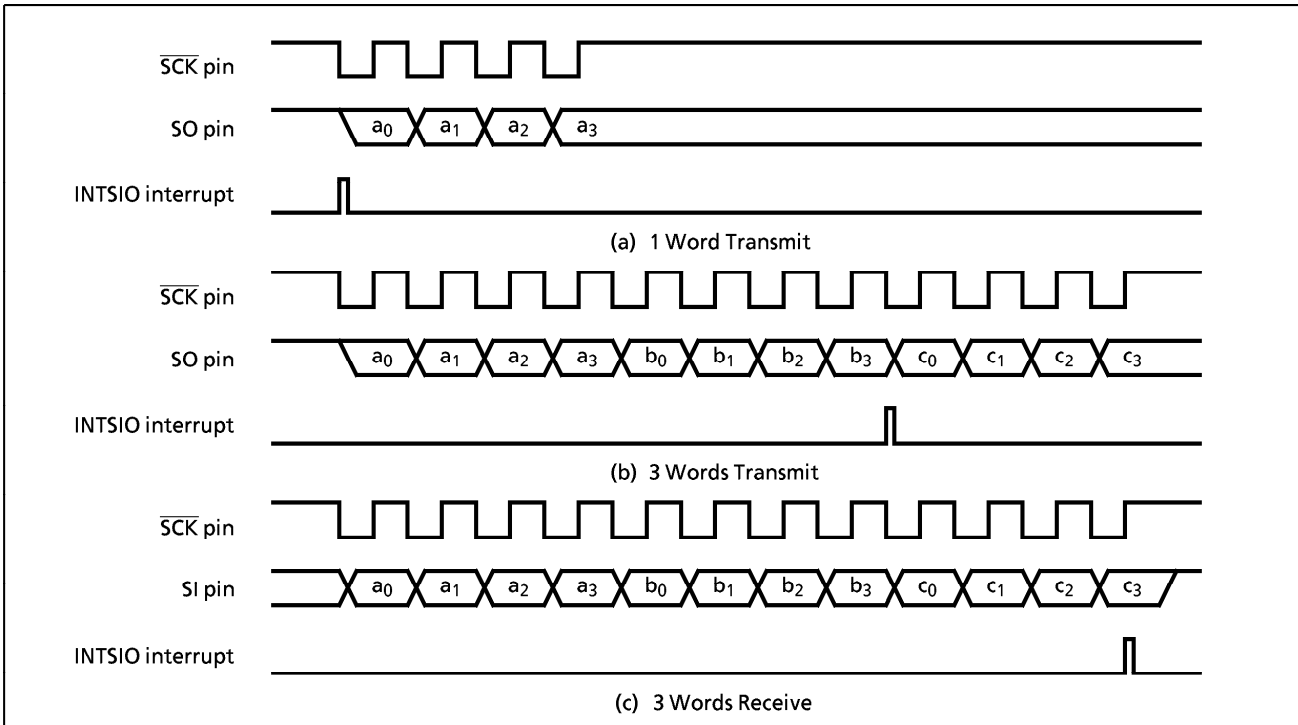 SCK pin
SO pin a0 a1 a2 a3
INTSIO interrupt
(a) 1 Word Transmit
SCK pin
SO pin a0 a1 a2 a3 b0 b1 b2 b3 c0 c1 c2 c3
INTSIO interrupt
(b) 3 Words Transmit
SCK pin
SI pin a0 a1 a2 a3 b0 b1 b2 b3 c0 c1 c2 c3
INTSIO interrupt
(c) 3 Words Receive